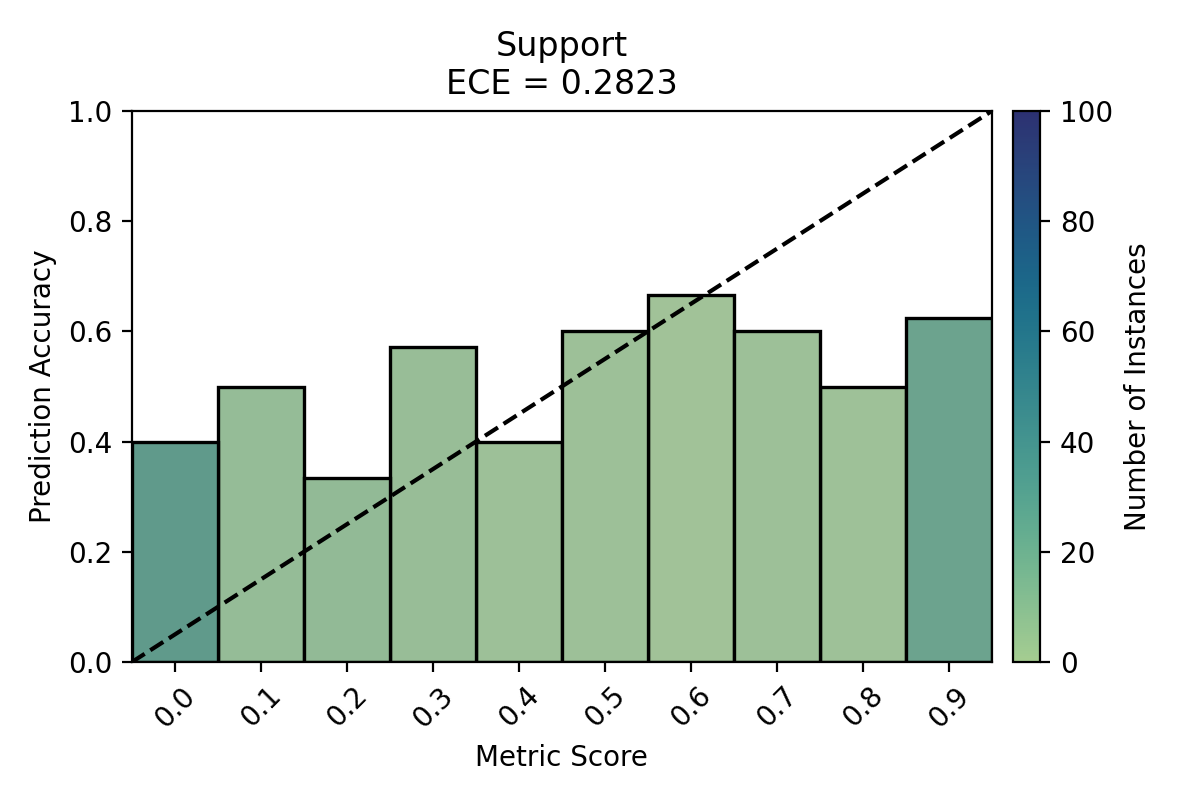 Support
ECE = 0.2823
1.0
0.8
0.6
0.4
0.2
0.0
Prediction Accuracy
0.0 0.1 0.2 0.3 0.4 0.5 0.6 0.7 0.8 0.9
Metric Score
100
80
60
40
20
0
Number of Instances